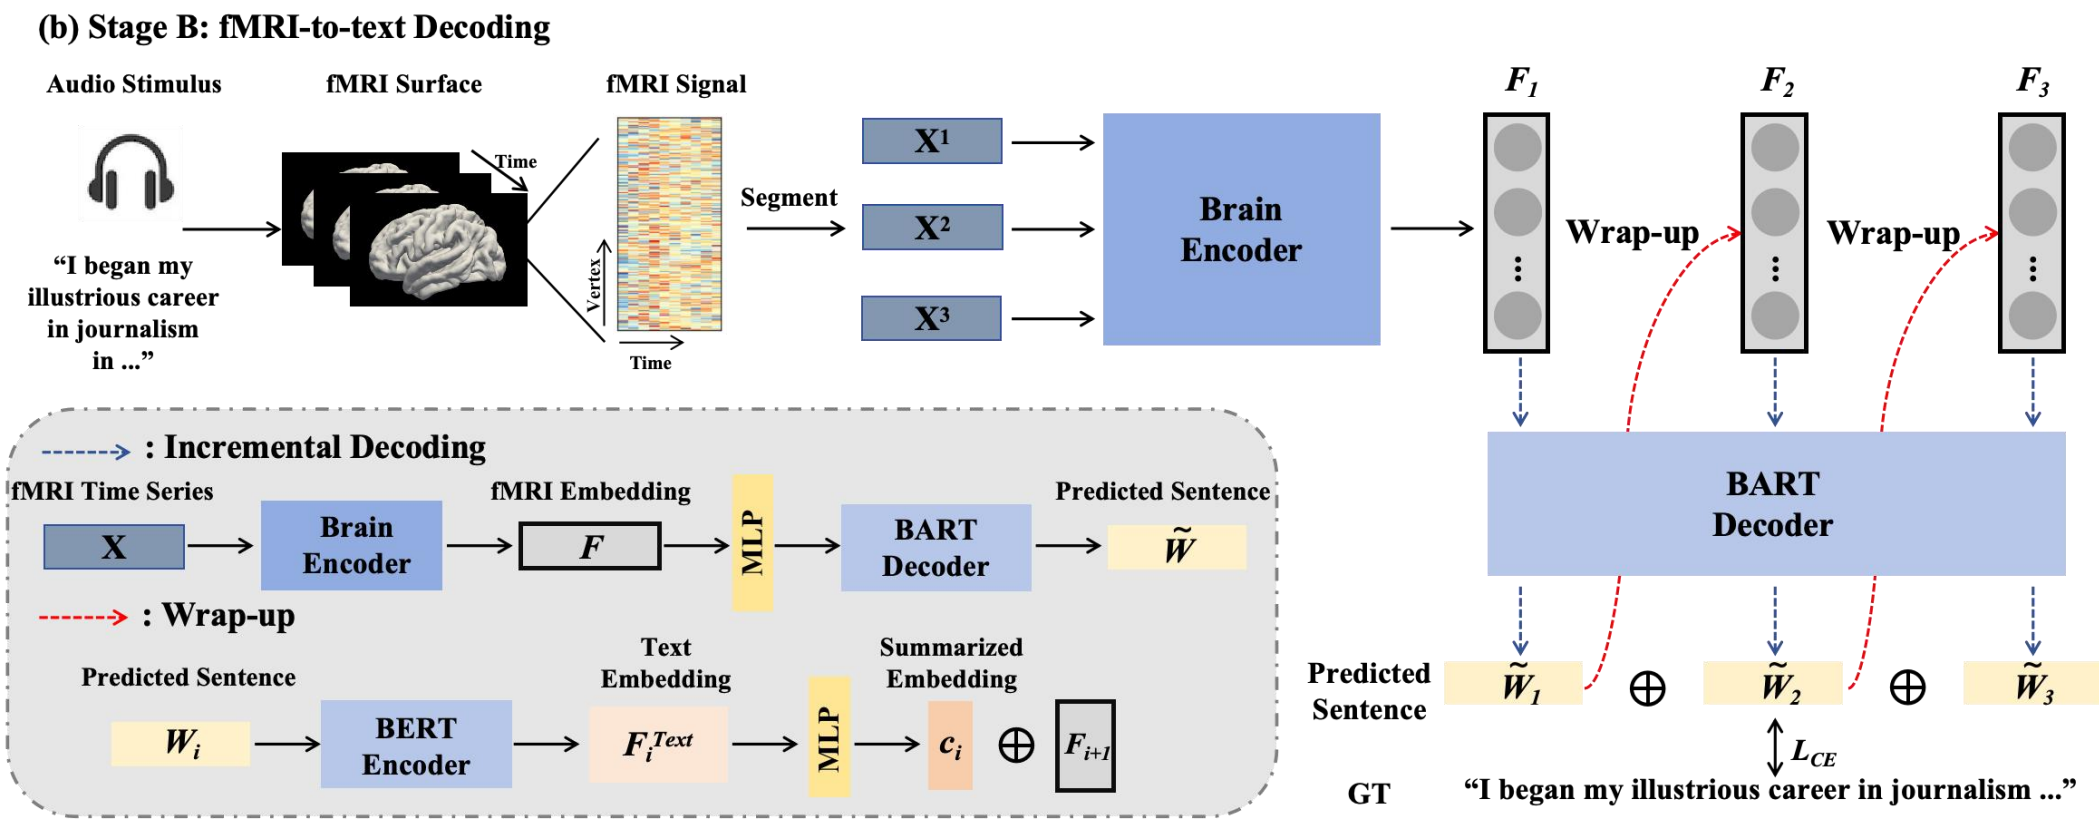 (b) Stage B: fMRI-to-text Decoding
Audio Stimulus
fMRI Surface
fMRI Signal
Time
Vertex
Time
“I began my
illustrious career
in journalism
in ...”
Segment
X¹
X²
X³
Brain
Encoder
F₁
F₂
F₃
Wrap-up
Wrap-up
BART
Decoder
Predicted
Sentence
W̃₁
⊕
W̃₂
⊕
W̃₃
L_CE
GT
“I began my illustrious career in journalism ...”
: Incremental Decoding
fMRI Time Series
fMRI Embedding
Predicted Sentence
X
Brain
Encoder
F
MLP
BART
Decoder
W̃
: Wrap-up
Predicted Sentence
Text
Embedding
Summarized
Embedding
W_i
BERT
Encoder
F_i^Text
MLP
c_i
⊕
F_i+1